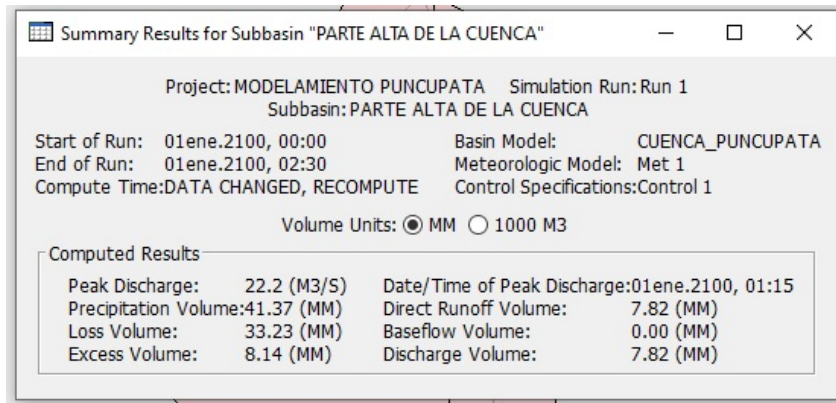 Summary Results for Subbasin "PARTE ALTA DE LA CUENCA"
Project: MODELAMIENTO PUNCUPATA Simulation Run: Run 1
Subbasin: PARTE ALTA DE LA CUENCA
Start of Run: 01ene.2100, 00:00 Basin Model: CUENCA_PUNCUPATA
End of Run: 01ene.2100, 02:30 Meteorologic Model: Met 1
Compute Time:DATA CHANGED, RECOMPUTE Control Specifications:Control 1
Volume Units: MM 1000 M3
Computed Results
Peak Discharge: 22.2 (M3/S) Date/Time of Peak Discharge:01ene.2100, 01:15
Precipitation Volume:41.37 (MM) Direct Runoff Volume: 7.82 (MM)
Loss Volume: 33.23 (MM) Baseflow Volume: 0.00 (MM)
Excess Volume: 8.14 (MM) Discharge Volume: 7.82 (MM)